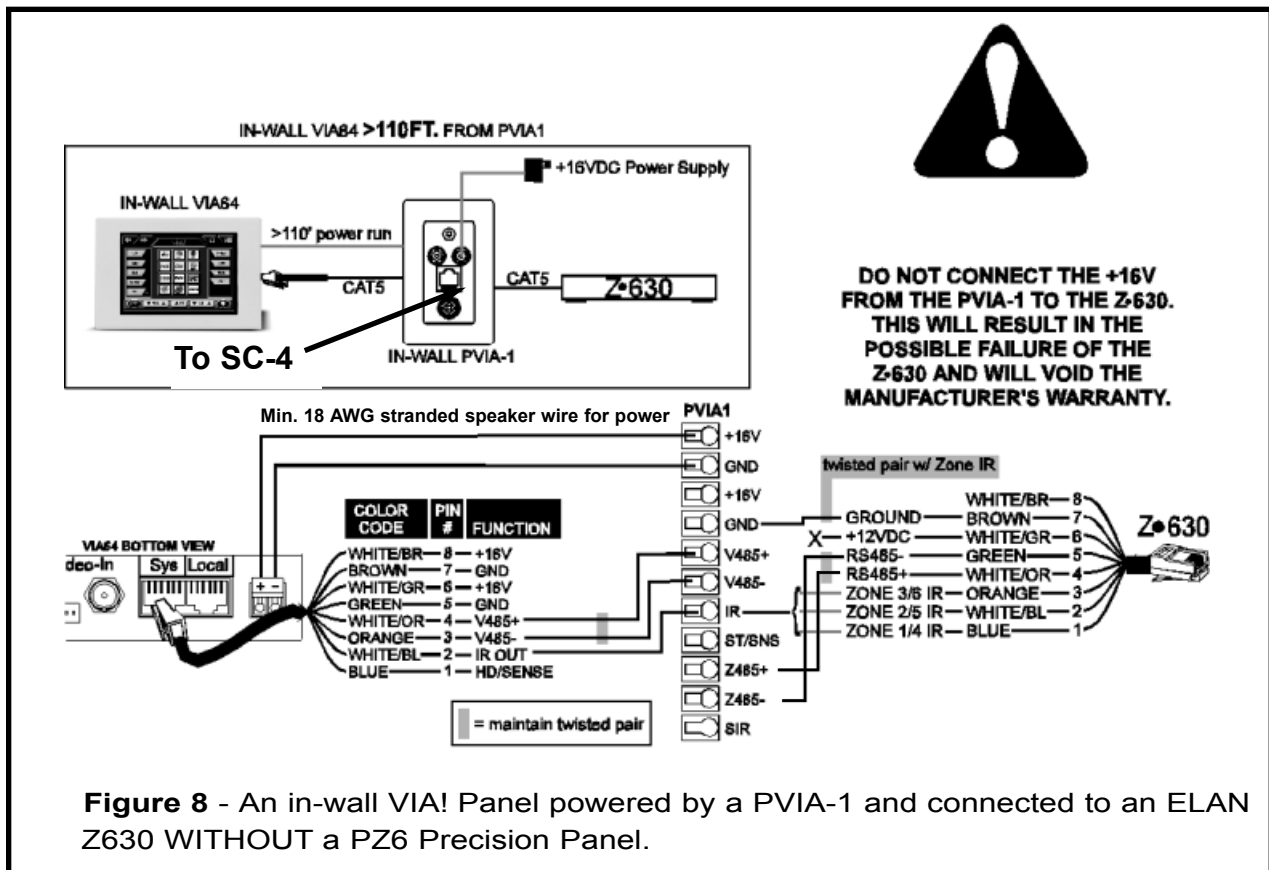 IN-WALL VIA64 >110FT. FROM PVIA1
+16VDC Power Supply
IN-WALL VIA64
>110' power run
CAT5
CAT5
Z•630
To SC-4
IN-WALL PVIA-1
DO NOT CONNECT THE +16V
FROM THE PVIA-1 TO THE Z•630.
THIS WILL RESULT IN THE
POSSIBLE FAILURE OF THE
Z•630 AND WILL VOID THE
MANUFACTURER'S WARRANTY.
Min. 18 AWG stranded speaker wire for power
PVIA1
+16V
GND
+16V
GND
V485+
V485-
IR
ST/SNS
Z485+
Z485-
SIR
twisted pair w/ Zone IR
COLOR CODE PIN # FUNCTION
WHITE/BR 8 +16V
BROWN 7 GND
WHITE/GR 6 +16V
GREEN 5 GND
WHITE/OR 4 V485+
ORANGE 3 V485-
WHITE/BL 2 IR OUT
BLUE 1 HD/SENSE
VIA64 BOTTOM VIEW
deo-In Sys Local
+ -
= maintain twisted pair
WHITE/BR 8
GROUND BROWN 7
X +12VDC WHITE/GR 6
RS485- GREEN 5
RS485+ WHITE/OR 4
ZONE 3/6 IR ORANGE 3
ZONE 2/5 IR WHITE/BL 2
ZONE 1/4 IR BLUE 1
Z•630
Figure 8 - An in-wall VIA! Panel powered by a PVIA-1 and connected to an ELAN
Z630 WITHOUT a PZ6 Precision Panel.